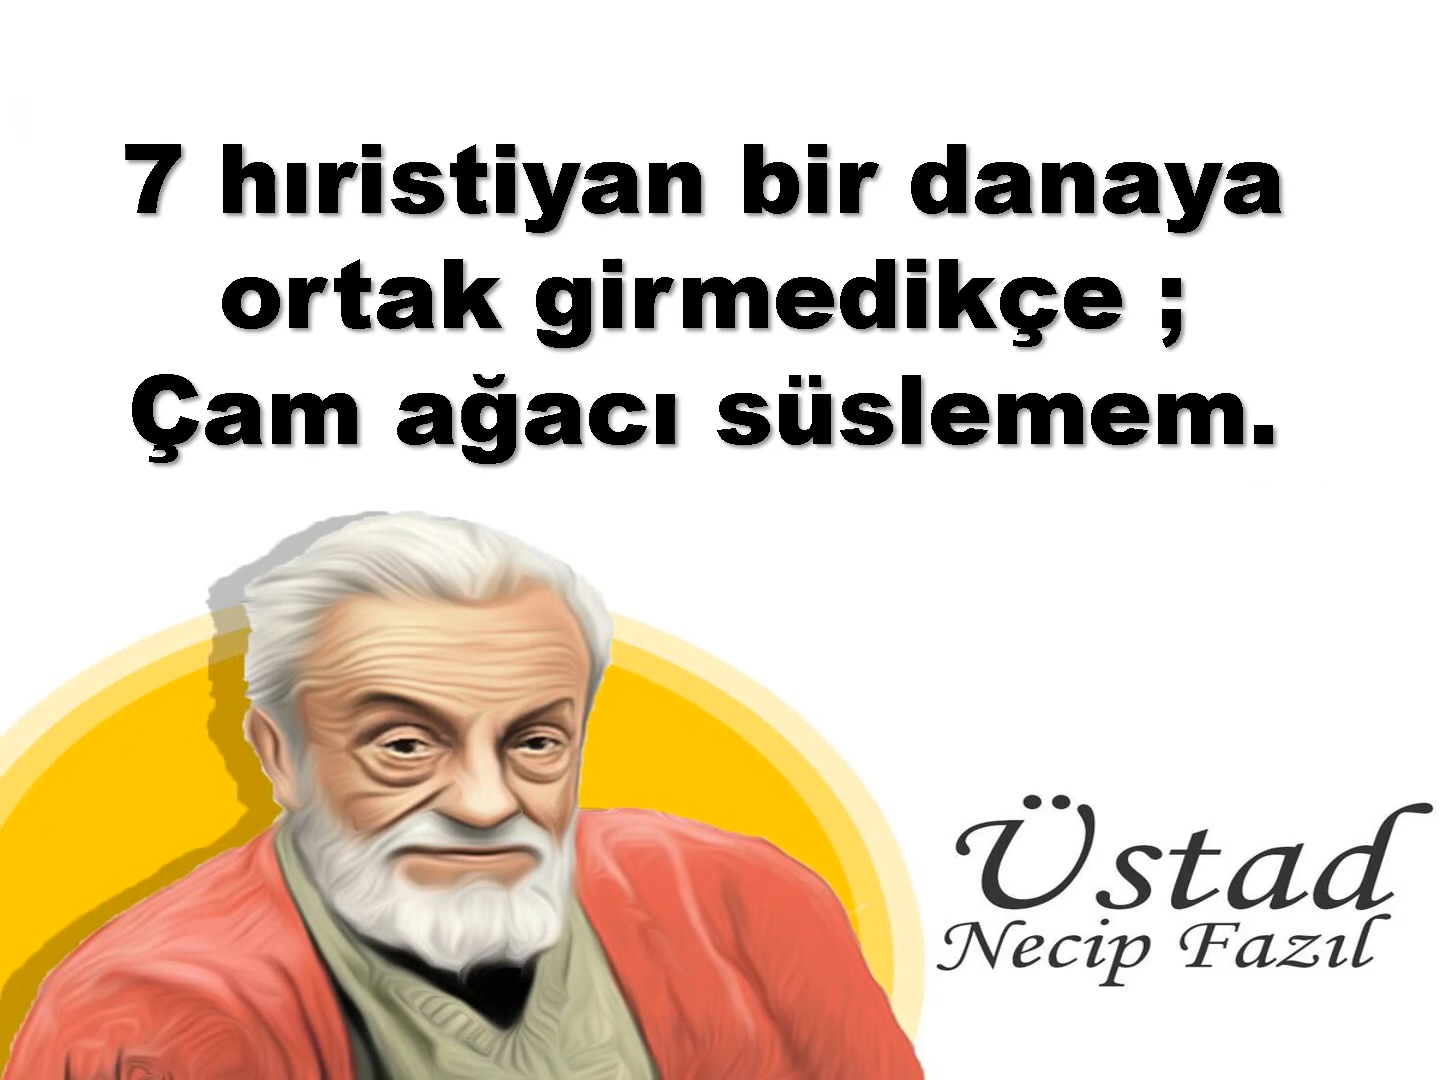 7 hıristiyan bir danaya
ortak girmedikçe ;
Çam ağacı süslemem.
Üstad
Necip Fazıl